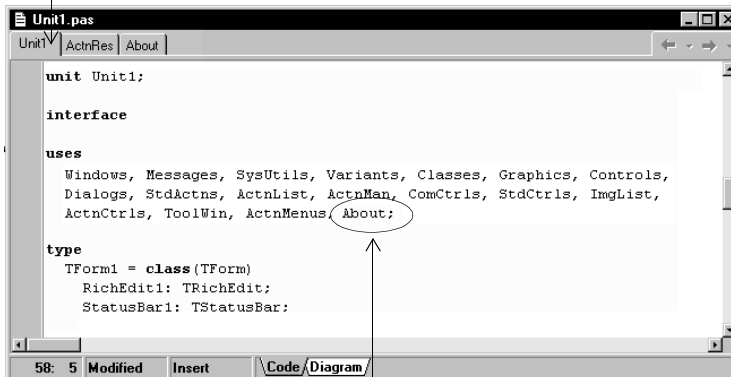 Unit1.pas
Unit1 ActnRes About
unit Unit1;
interface
uses
Windows, Messages, SysUtils, Variants, Classes, Graphics, Controls,
Dialogs, StdActns, ActnList, ActnMan, ComCtrls, StdCtrls, ImgList,
ActnCtrls, ToolWin, ActnMenus, About;
type
TForm1 = class(TForm)
RichEdit1: TRichEdit;
StatusBar1: TStatusBar;
58: 5 Modified Insert Code Diagram